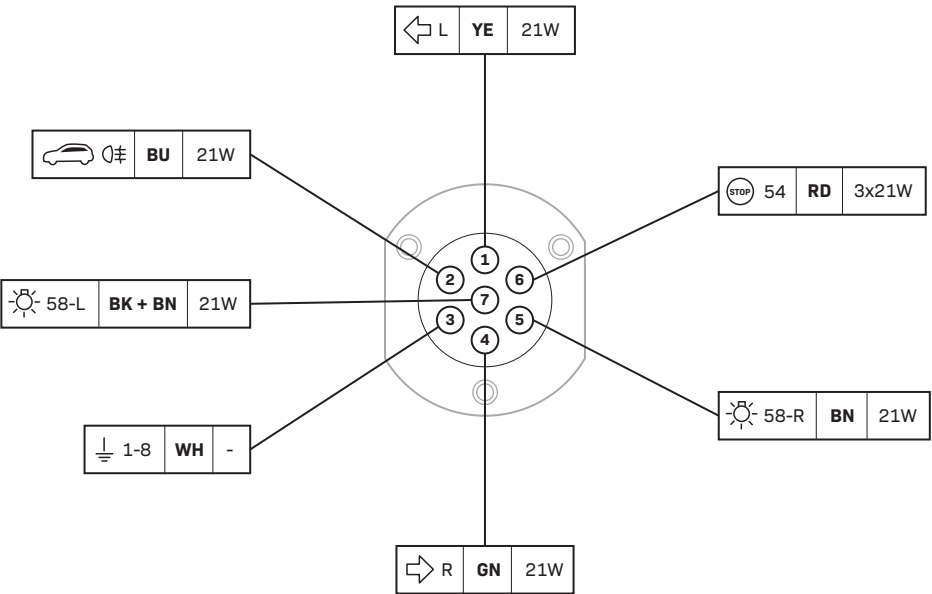 L YE 21W
BU 21W
STOP 54 RD 3x21W
1
2 6
7
3 5
4
58-L BK + BN 21W
58-R BN 21W
1-8 WH -
R GN 21W